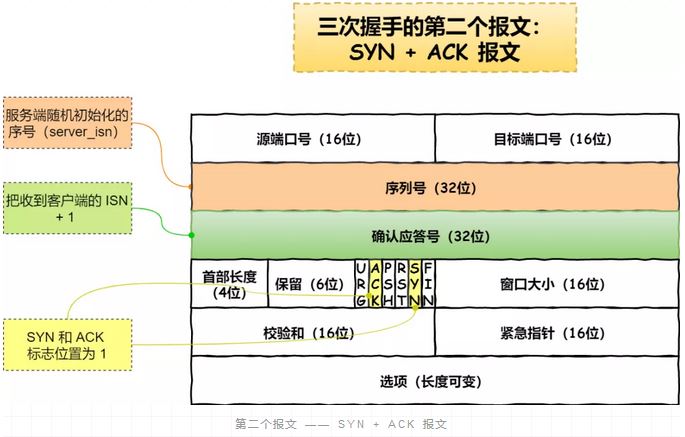 三次握手的第二个报文：
SYN + ACK 报文
服务端随机初始化的
序号（server_isn）
源端口号（16位）
目标端口号（16位）
序列号（32位）
把收到客户端的 ISN
+ 1
确认应答号（32位）
首部长度
（4位）
保留（6位）
URG
ACK
PSH
RST
SYN
FIN
窗口大小（16位）
SYN 和 ACK
标志位置为 1
校验和（16位）
紧急指针（16位）
选项（长度可变）
第二个报文 —— SYN + ACK 报文